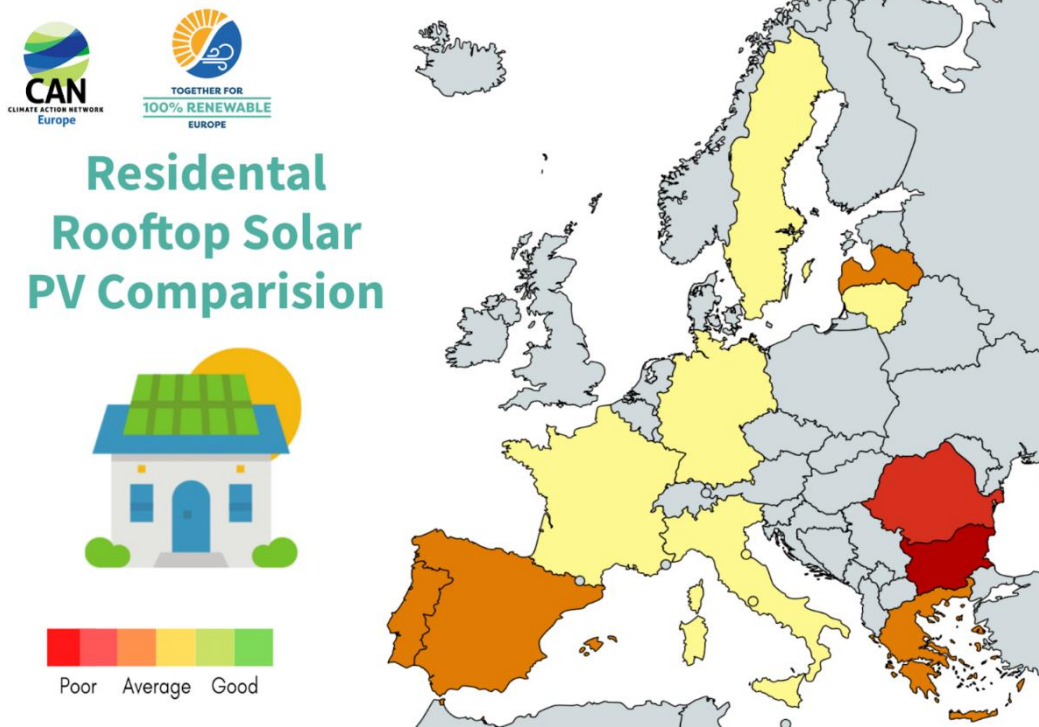 CAN
CLIMATE ACTION NETWORK
Europe
TOGETHER FOR
100% RENEWABLE
EUROPE
Residental
Rooftop Solar
PV Comparision
Poor Average Good